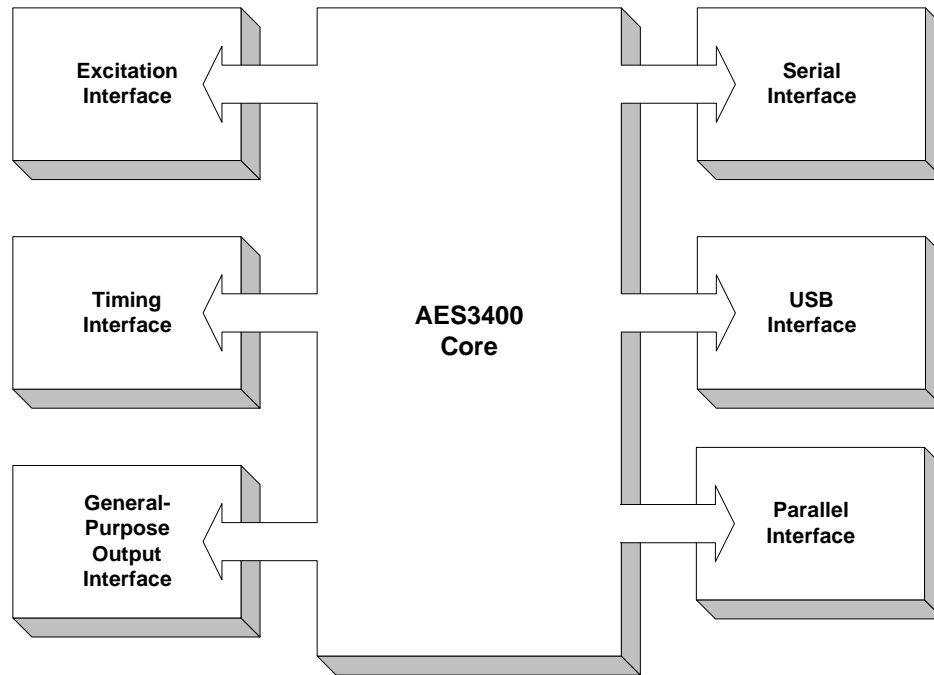 Excitation
Interface
Timing
Interface
General-
Purpose
Output
Interface
AES3400
Core
Serial
Interface
USB
Interface
Parallel
Interface